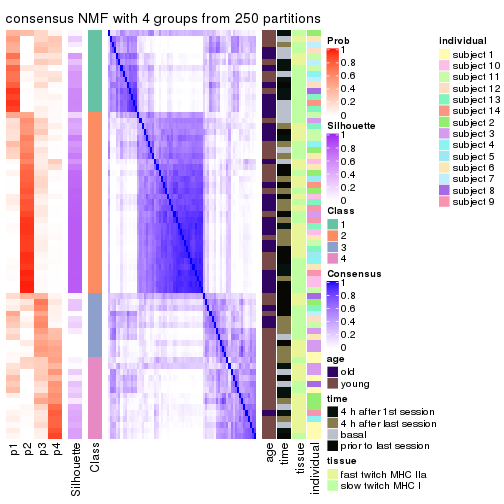 consensus NMF with 4 groups from 250 partitions
Prob
1
0.8
0.6
0.4
0.2
0
Silhouette
1
0.8
0.6
0.4
0.2
0
Class
1
2
3
4
Consensus
1
0.8
0.6
0.4
0.2
0
age
old
young
time
4 h after 1st session
4 h after last session
basal
prior to last session
tissue
fast twitch MHC IIa
slow twitch MHC I
individual
subject 1
subject 10
subject 11
subject 12
subject 13
subject 14
subject 2
subject 3
subject 4
subject 5
subject 6
subject 7
subject 8
subject 9
p1
p2
p3
p4
Silhouette
Class
age
time
tissue
individual